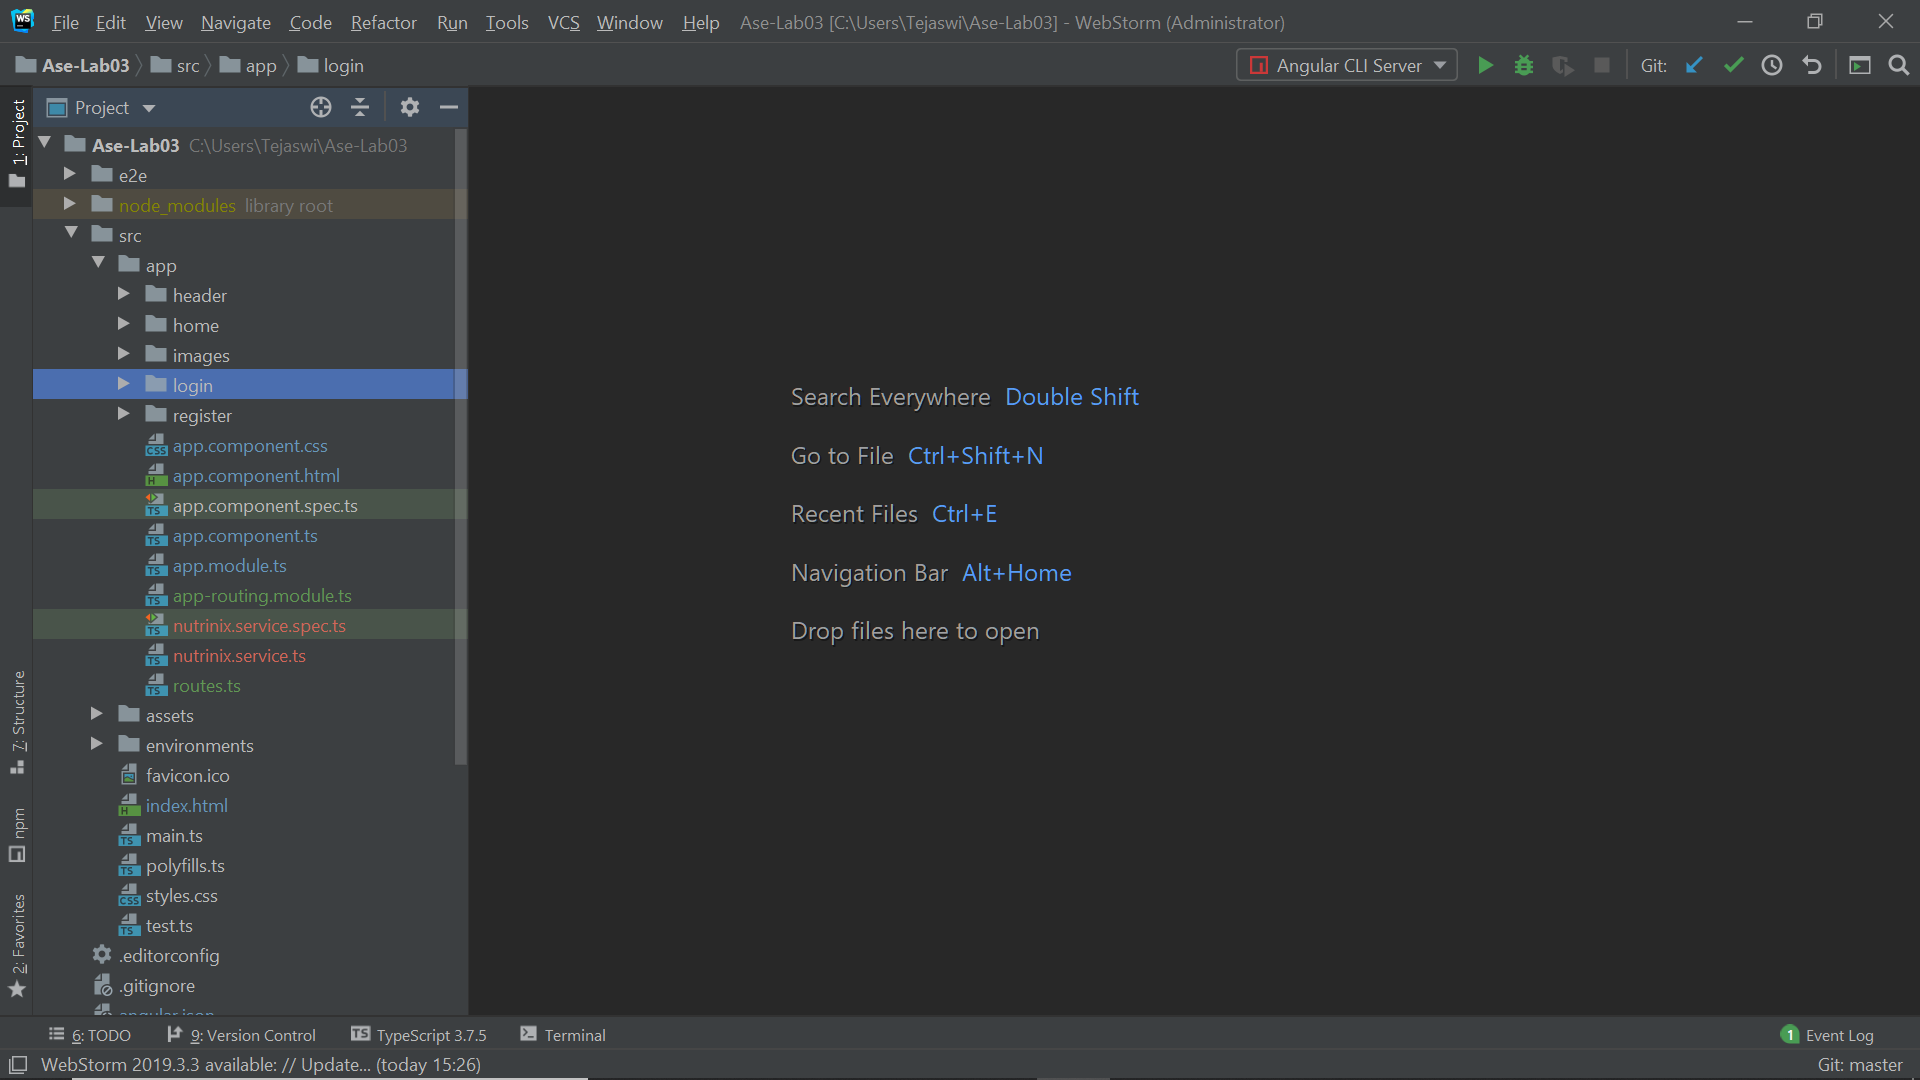 WS File Edit View Navigate Code Refactor Run Tools VCS Window Help Ase-Lab03 [C:\Users\Tejaswi\Ase-Lab03] - WebStorm (Administrator)
Ase-Lab03 src app login Angular CLI Server Git:
1: Project
7: Structure
npm
2: Favorites
Project
Ase-Lab03 C:\Users\Tejaswi\Ase-Lab03
e2e
node_modules library root
src
app
header
home
images
login
register
app.component.css
app.component.html
app.component.spec.ts
app.component.ts
app.module.ts
app-routing.module.ts
nutrinix.service.spec.ts
nutrinix.service.ts
routes.ts
assets
environments
favicon.ico
index.html
main.ts
polyfills.ts
styles.css
test.ts
.editorconfig
.gitignore
angular.json
Search Everywhere Double Shift
Go to File Ctrl+Shift+N
Recent Files Ctrl+E
Navigation Bar Alt+Home
Drop files here to open
6: TODO 9: Version Control TS TypeScript 3.7.5 Terminal 1 Event Log
WebStorm 2019.3.3 available: // Update... (today 15:26) Git: master